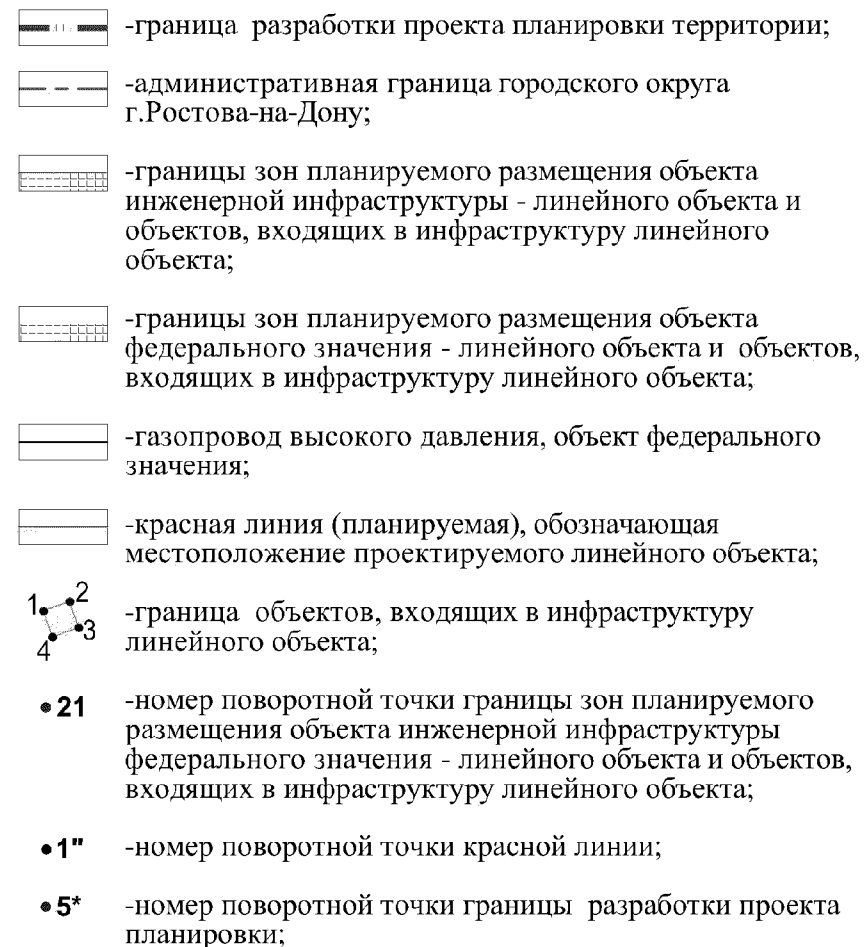 -граница разработки проекта планировки территории;
-административная граница городского округа
г.Ростова-на-Дону;
-границы зон планируемого размещения объекта
инженерной инфраструктуры - линейного объекта и
объектов, входящих в инфраструктуру линейного
объекта;
-границы зон планируемого размещения объекта
федерального значения - линейного объекта и объектов,
входящих в инфраструктуру линейного объекта;
-газопровод высокого давления, объект федерального
значения;
-красная линия (планируемая), обозначающая
местоположение проектируемого линейного объекта;
1 2
3
4
-граница объектов, входящих в инфраструктуру
линейного объекта;
21 -номер поворотной точки границы зон планируемого
размещения объекта инженерной инфраструктуры
федерального значения - линейного объекта и объектов,
входящих в инфраструктуру линейного объекта;
1" -номер поворотной точки красной линии;
5* -номер поворотной точки границы разработки проекта
планировки;